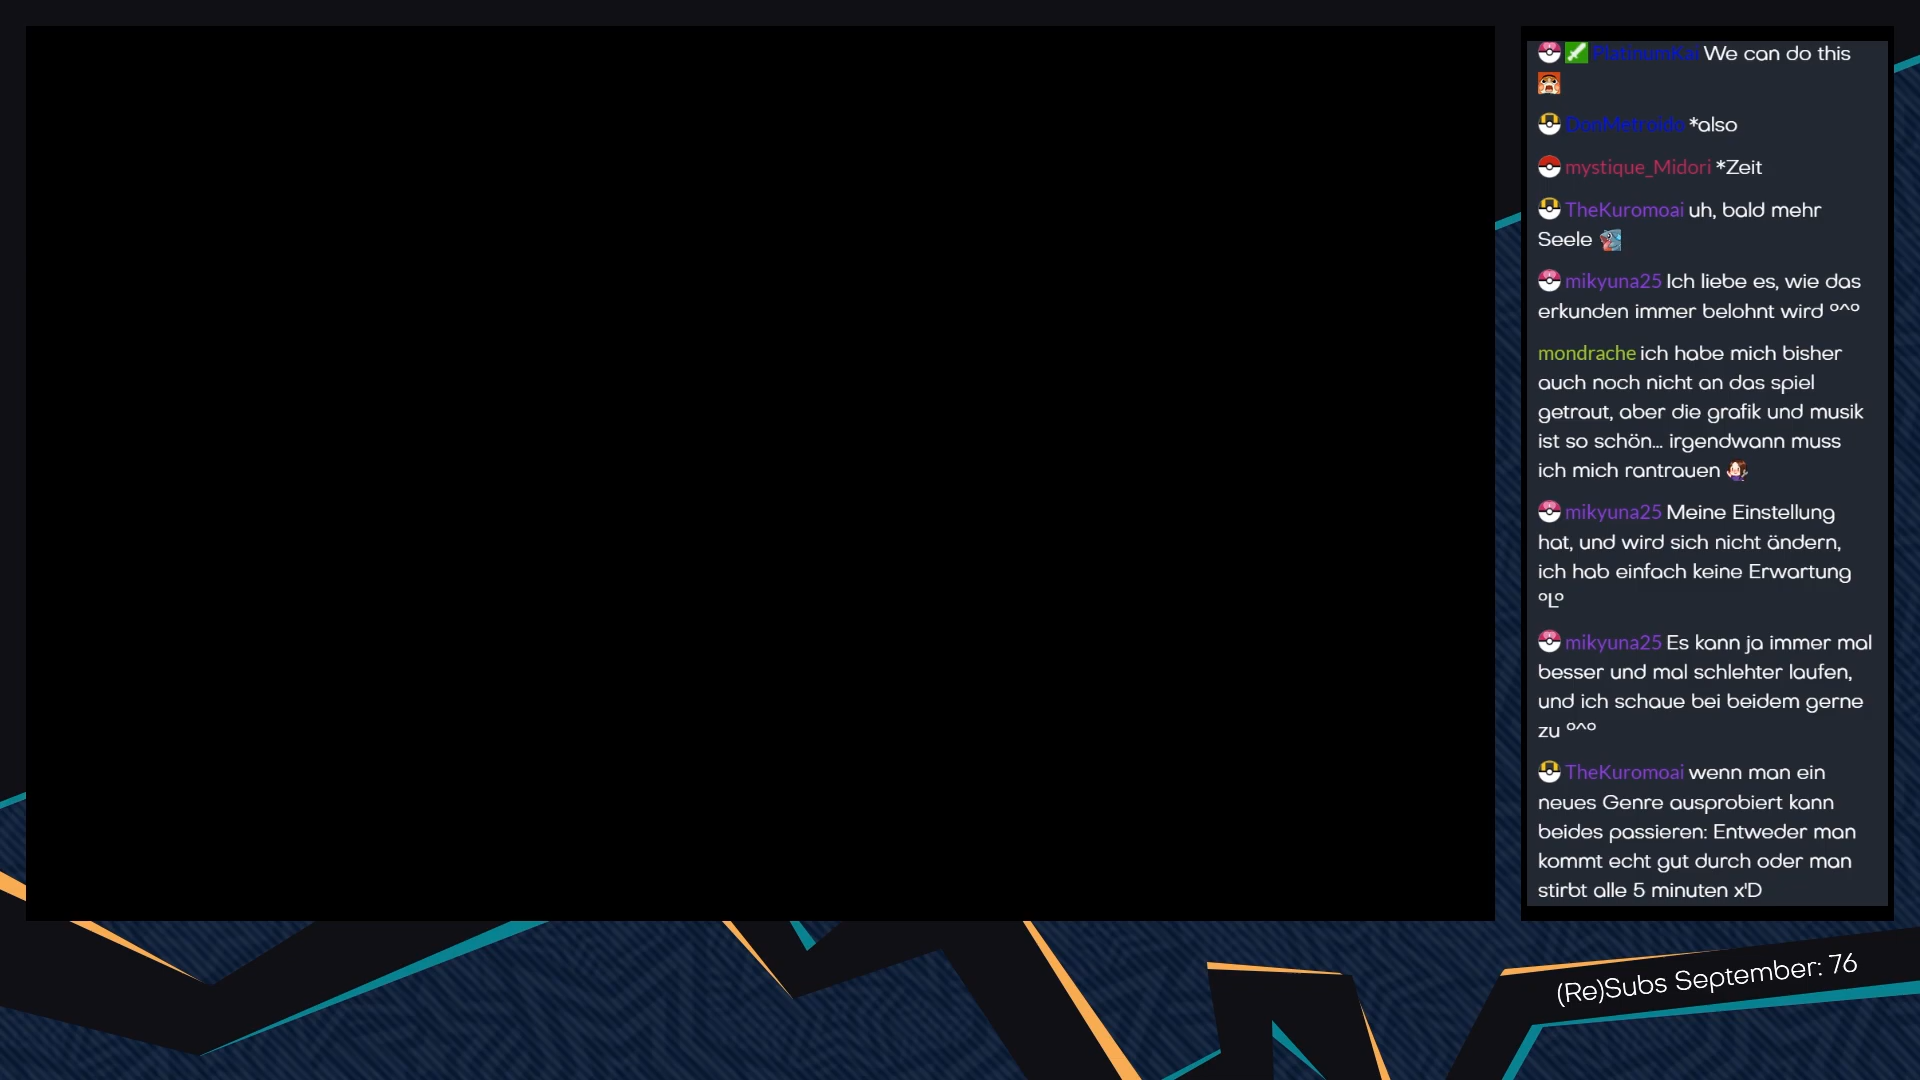 PlatinumKai We can do this
DonMetroido *also
mystique_Midori *Zeit
TheKuromoai uh, bald mehr
Seele
mikyuna25 Ich liebe es, wie das
erkunden immer belohnt wird °^°
mondrache ich habe mich bisher
auch noch nicht an das spiel
getraut, aber die grafik und musik
ist so schön... irgendwann muss
ich mich rantrauen
mikyuna25 Meine Einstellung
hat, und wird sich nicht ändern,
ich hab einfach keine Erwartung
°L°
mikyuna25 Es kann ja immer mal
besser und mal schlehter laufen,
und ich schaue bei beidem gerne
zu °^°
TheKuromoai wenn man ein
neues Genre ausprobiert kann
beides passieren: Entweder man
kommt echt gut durch oder man
stirbt alle 5 minuten x'D
(Re)Subs September: 76